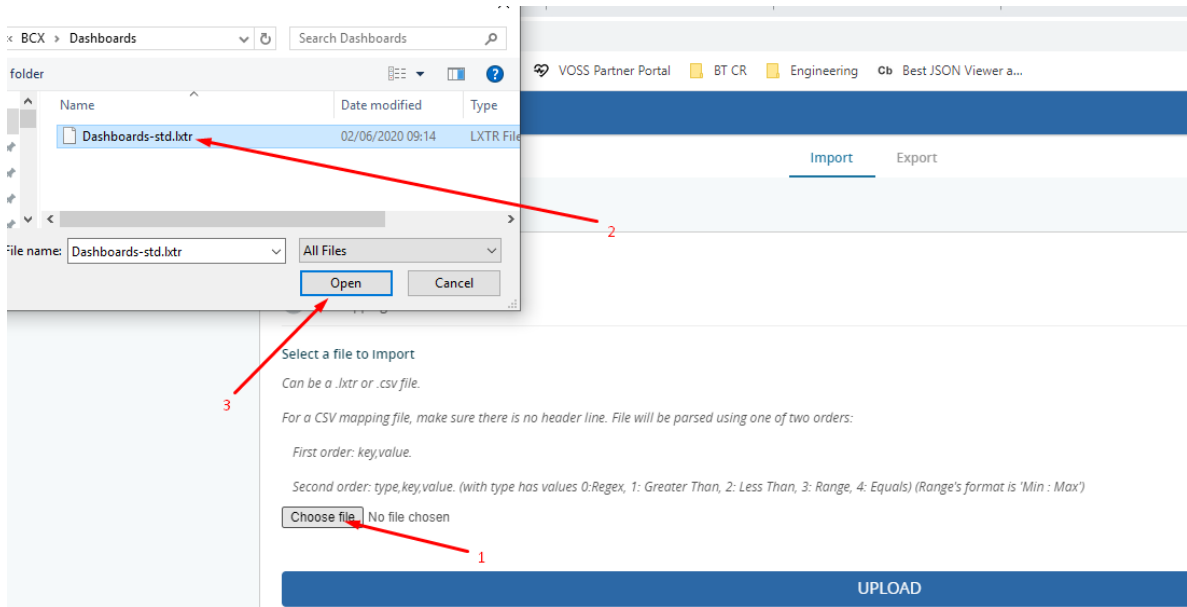 BCX > Dashboards
Search Dashboards
folder
Name
Date modified
Type
Dashboards-std.lxtr
02/06/2020 09:14
LXTR File
2
File name:
Dashboards-std.lxtr
All Files
Open
Cancel
3
VOSS Partner Portal
BT CR
Engineering
Cb
Best JSON Viewer a...
Import
Export
Select a file to import
Can be a .lxtr or .csv file.
For a CSV mapping file, make sure there is no header line. File will be parsed using one of two orders:
First order: key,value.
Second order: type,key,value. (with type has values 0:Regex, 1: Greater Than, 2: Less Than, 3: Range, 4: Equals) (Range's format is 'Min : Max')
Choose file
No file chosen
1
UPLOAD